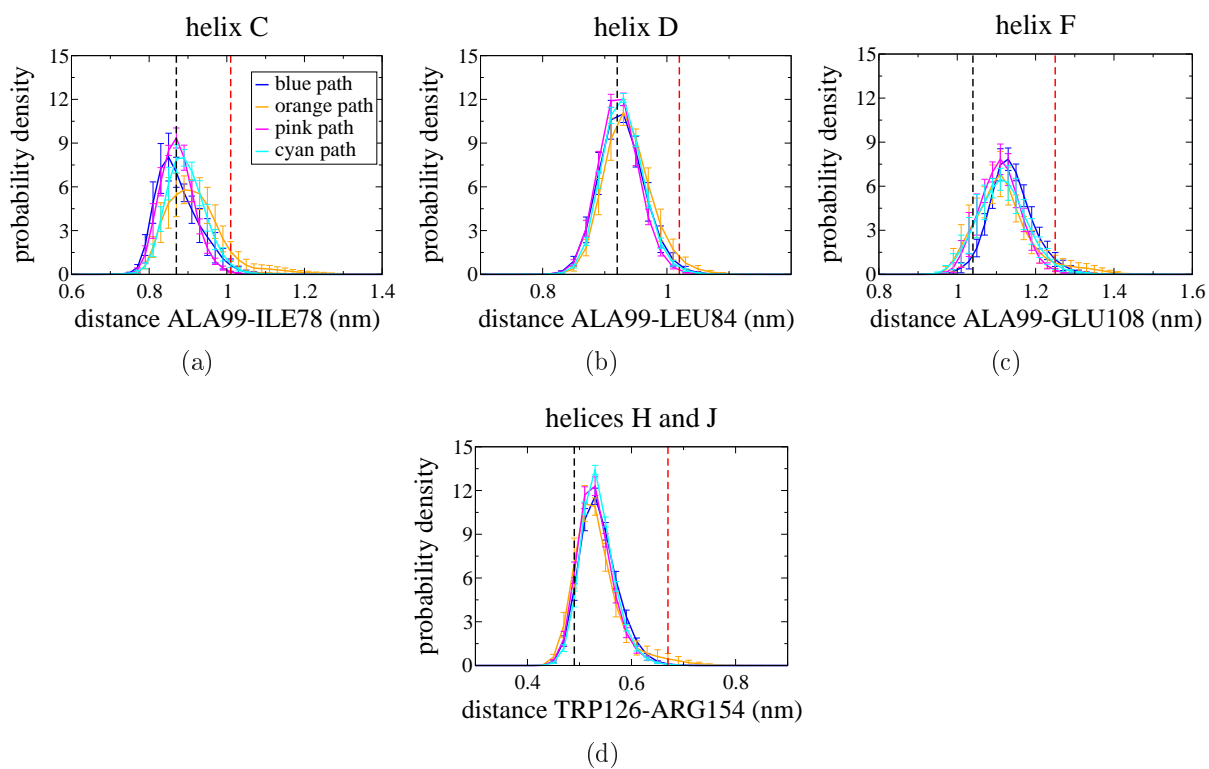 helix C
15
12
9
6
3
0
probability density
0.6
0.8
1
1.2
1.4
distance ALA99-ILE78 (nm)
blue path
orange path
pink path
cyan path
(a)
helix D
15
12
9
6
3
0
probability density
0.8
1
distance ALA99-LEU84 (nm)
(b)
helix F
15
12
9
6
3
0
probability density
0.8
1
1.2
1.4
1.6
distance ALA99-GLU108 (nm)
(c)
helices H and J
15
12
9
6
3
0
probability density
0.4
0.6
0.8
distance TRP126-ARG154 (nm)
(d)